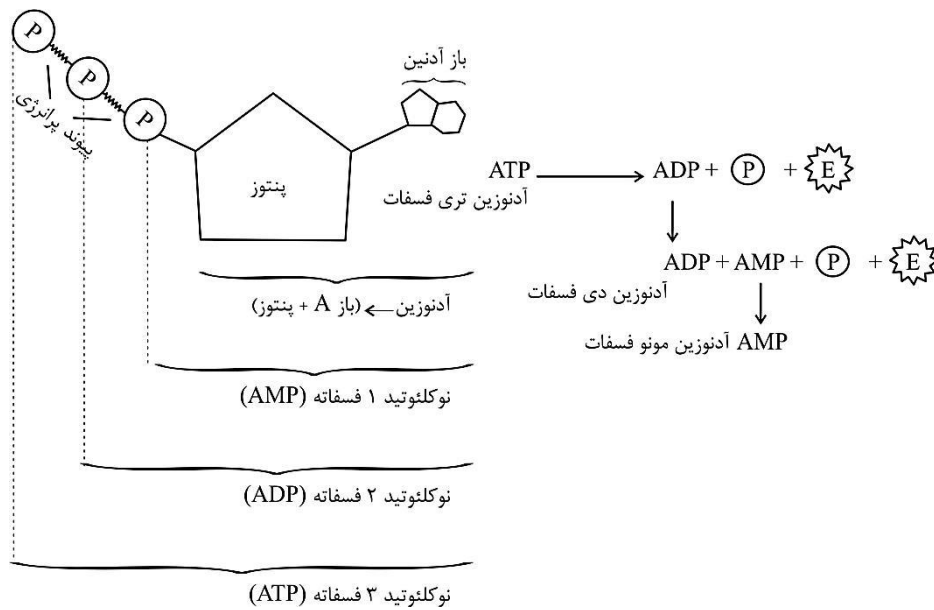 P
P
P
پیوند پرانرژی
باز آدنین
پنتوز
ATP → ADP + P + E
آدنوزین تری فسفات
ADP + AMP + P + E
آدنوزین دی فسفات
AMP آدنوزین مونو فسفات
آدنوزین ← (باز A + پنتوز)
نوکلئوتید ۱ فسفاته (AMP)
نوکلئوتید ۲ فسفاته (ADP)
نوکلئوتید ۳ فسفاته (ATP)